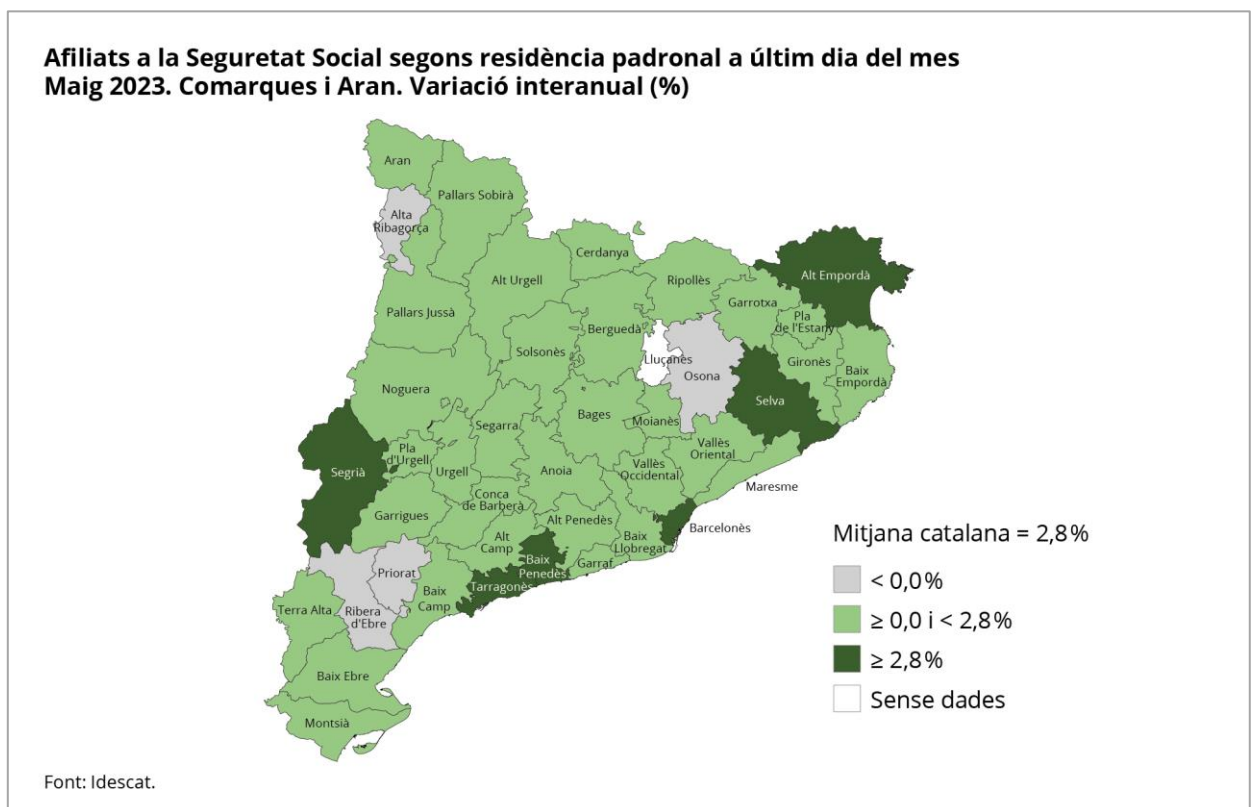 Afiliats a la Seguretat Social segons residència padronal a últim dia del mes
Maig 2023. Comarques i Aran. Variació interanual (%)
Aran
Pallars Sobirà
Alta
Ribagorça
Cerdanya
Alt Urgell
Ripollès
Alt Empordà
Garrotxa
Pallars Jussà
Berguedà
Pla
de l'Estany
Solsonès
Lluçanès
Osona
Gironès
Baix
Empordà
Noguera
Selva
Bages
Moianès
Segarra
Vallès
Oriental
Pla
d'Urgell
Urgell
Segrià
Anoia
Vallès
Occidental
Maresme
Conca
de Barberà
Garrigues
Alt Penedès
Barcelonès
Alt
Camp
Baix
Llobregat
Baix
Penedès
Garraf
Priorat
Tarragonès
Baix
Camp
Terra Alta
Ribera
d'Ebre
Baix Ebre
Montsià
Mitjana catalana = 2,8%
< 0,0%
≥ 0,0 i < 2,8%
≥ 2,8%
Sense dades
Font: Idescat.